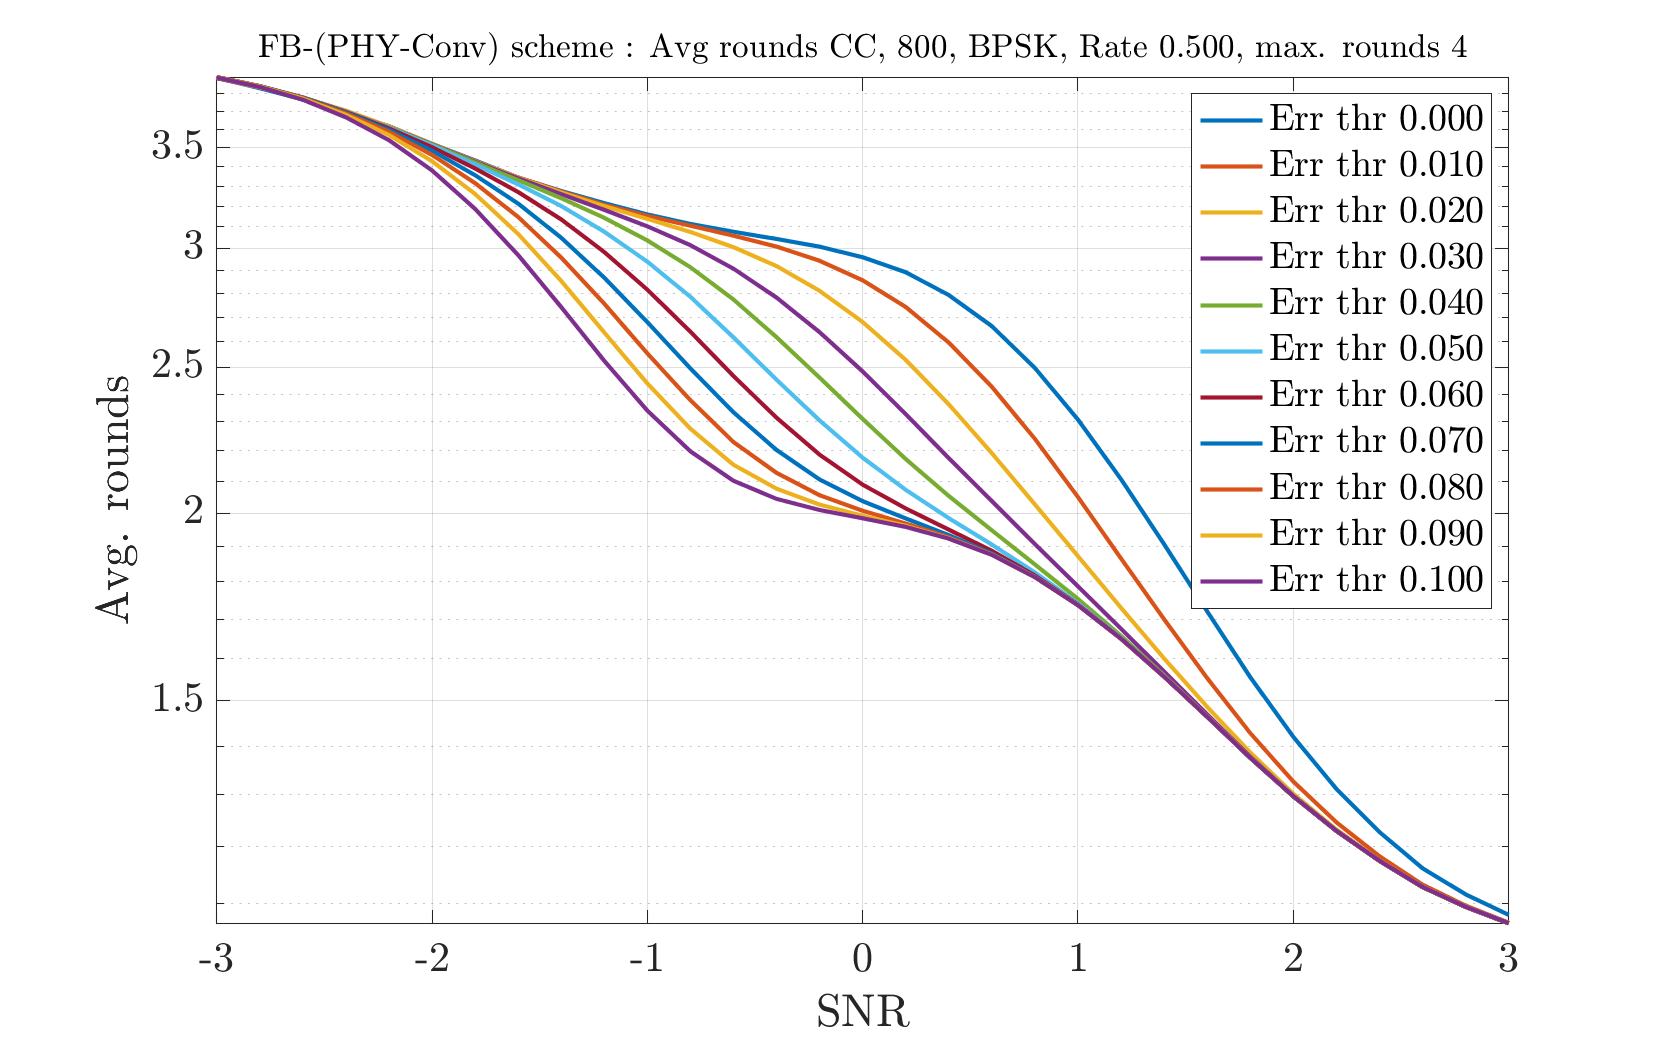 FB-(PHY-Conv) scheme : Avg rounds CC, 800, BPSK, Rate 0.500, max. rounds 4
Err thr 0.000
Err thr 0.010
Err thr 0.020
Err thr 0.030
Err thr 0.040
Err thr 0.050
Err thr 0.060
Err thr 0.070
Err thr 0.080
Err thr 0.090
Err thr 0.100
Avg. rounds
3.5
3
2.5
2
1.5
-3 -2 -1 0 1 2 3
SNR